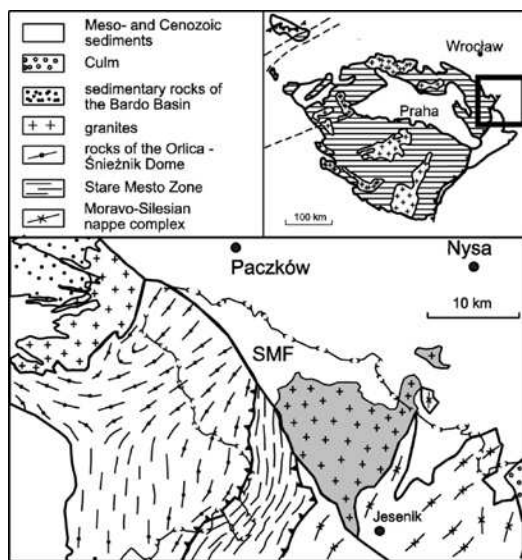 Meso- and Cenozoic
sediments
Culm
sedimentary rocks of
the Bardo Basin
granites
rocks of the Orlica -
Śnieżnik Dome
Stare Mesto Zone
Moravo-Silesian
nappe complex
Wrocław
Praha
100 km
Paczków
Nysa
10 km
SMF
Jesenik